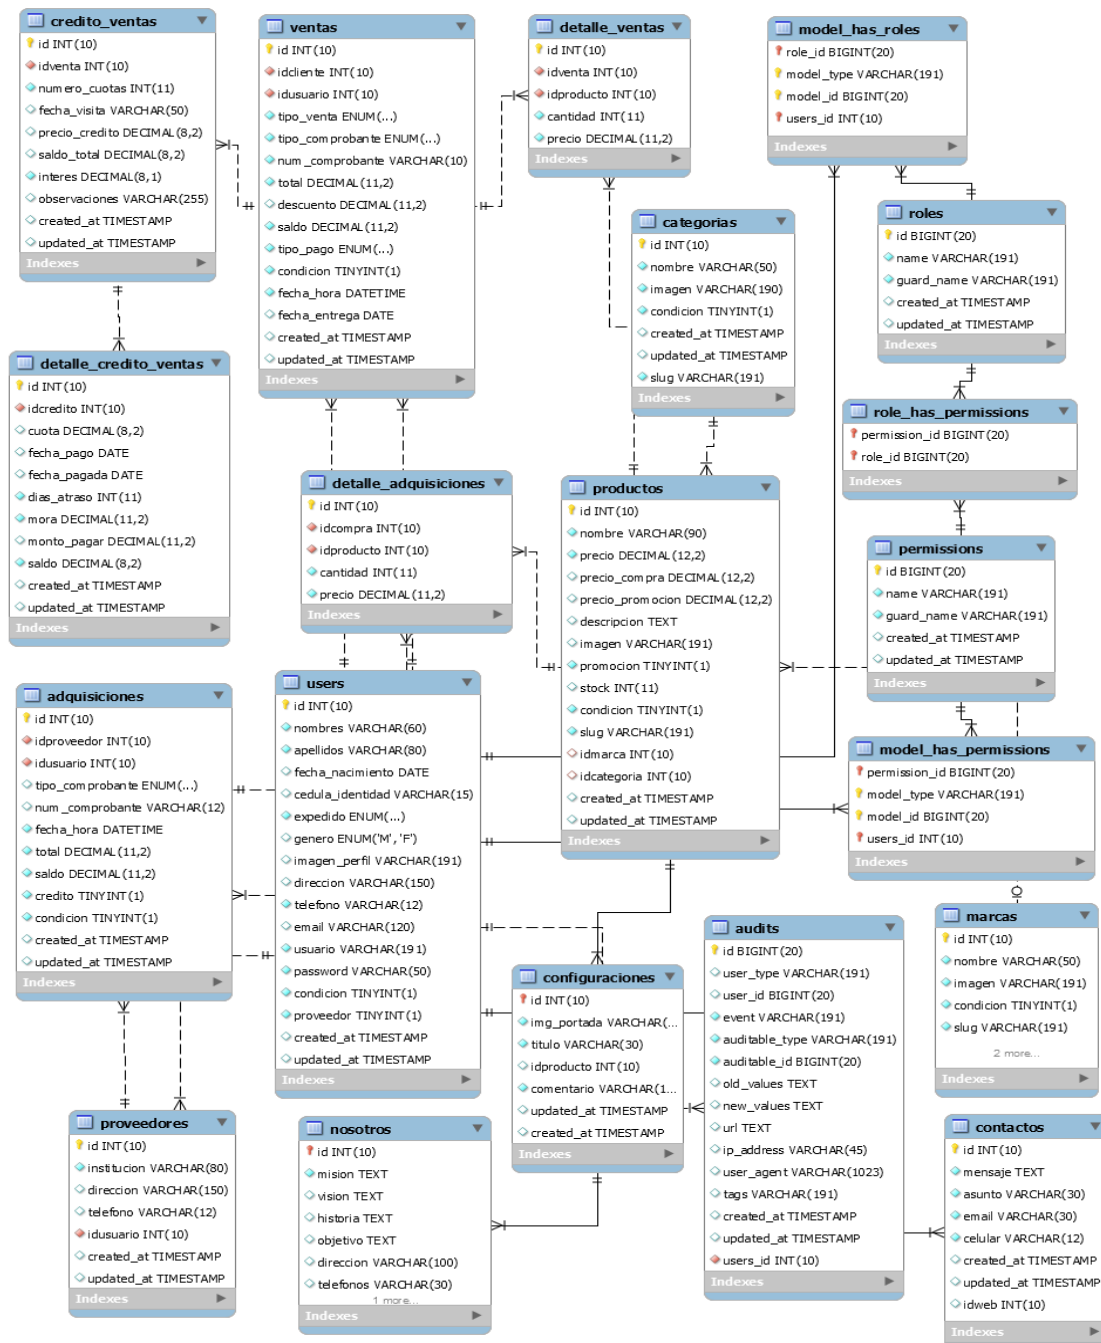 credito_ventas
id INT(10)
idventa INT(10)
numero_cuotas INT(11)
fecha_visita VARCHAR(50)
precio_credito DECIMAL(8,2)
saldo_total DECIMAL(8,2)
interes DECIMAL(8,1)
observaciones VARCHAR(255)
created_at TIMESTAMP
updated_at TIMESTAMP
Indexes
ventas
id INT(10)
idcliente INT(10)
idusuario INT(10)
tipo_venta ENUM(...)
tipo_comprobante ENUM(...)
num_comprobante VARCHAR(10)
total DECIMAL(11,2)
descuento DECIMAL(11,2)
saldo DECIMAL(11,2)
tipo_pago ENUM(...)
condicion TINYINT(1)
fecha_hora DATETIME
fecha_entrega DATE
created_at TIMESTAMP
updated_at TIMESTAMP
Indexes
detalle_ventas
id INT(10)
idventa INT(10)
idproducto INT(10)
cantidad INT(11)
precio DECIMAL(11,2)
Indexes
model_has_roles
role_id BIGINT(20)
model_type VARCHAR(191)
model_id BIGINT(20)
users_id INT(10)
Indexes
categorias
id INT(10)
nombre VARCHAR(50)
imagen VARCHAR(190)
condicion TINYINT(1)
created_at TIMESTAMP
updated_at TIMESTAMP
slug VARCHAR(191)
Indexes
roles
id BIGINT(20)
name VARCHAR(191)
guard_name VARCHAR(191)
created_at TIMESTAMP
updated_at TIMESTAMP
Indexes
detalle_credito_ventas
id INT(10)
idcredito INT(10)
cuota DECIMAL(8,2)
fecha_pago DATE
fecha_pagada DATE
dias_atraso INT(11)
mora DECIMAL(11,2)
monto_pagar DECIMAL(11,2)
saldo DECIMAL(8,2)
created_at TIMESTAMP
updated_at TIMESTAMP
Indexes
role_has_permissions
permission_id BIGINT(20)
role_id BIGINT(20)
Indexes
detalle_adquisiciones
id INT(10)
idcompra INT(10)
idproducto INT(10)
cantidad INT(11)
precio DECIMAL(11,2)
Indexes
productos
id INT(10)
nombre VARCHAR(90)
precio DECIMAL(12,2)
precio_compra DECIMAL(12,2)
precio_promocion DECIMAL(12,2)
descripcion TEXT
imagen VARCHAR(191)
promocion TINYINT(1)
stock INT(11)
condicion TINYINT(1)
slug VARCHAR(191)
idmarca INT(10)
idcategoria INT(10)
created_at TIMESTAMP
updated_at TIMESTAMP
Indexes
permissions
id BIGINT(20)
name VARCHAR(191)
guard_name VARCHAR(191)
created_at TIMESTAMP
updated_at TIMESTAMP
Indexes
adquisiciones
id INT(10)
idproveedor INT(10)
idusuario INT(10)
tipo_comprobante ENUM(...)
num_comprobante VARCHAR(12)
fecha_hora DATETIME
total DECIMAL(11,2)
saldo DECIMAL(11,2)
credito TINYINT(1)
condicion TINYINT(1)
created_at TIMESTAMP
updated_at TIMESTAMP
Indexes
users
id INT(10)
nombres VARCHAR(60)
apellidos VARCHAR(80)
fecha_nacimiento DATE
cedula_identidad VARCHAR(15)
expedido ENUM(...)
genero ENUM('M', 'F')
imagen_perfil VARCHAR(191)
direccion VARCHAR(150)
telefono VARCHAR(12)
email VARCHAR(120)
usuario VARCHAR(191)
password VARCHAR(50)
condicion TINYINT(1)
proveedor TINYINT(1)
created_at TIMESTAMP
updated_at TIMESTAMP
Indexes
model_has_permissions
permission_id BIGINT(20)
model_type VARCHAR(191)
model_id BIGINT(20)
users_id INT(10)
Indexes
marcas
id INT(10)
nombre VARCHAR(50)
imagen VARCHAR(191)
condicion TINYINT(1)
slug VARCHAR(191)
2 more...
Indexes
audits
id BIGINT(20)
user_type VARCHAR(191)
user_id BIGINT(20)
event VARCHAR(191)
auditable_type VARCHAR(191)
auditable_id BIGINT(20)
old_values TEXT
new_values TEXT
url TEXT
ip_address VARCHAR(45)
user_agent VARCHAR(1023)
tags VARCHAR(191)
created_at TIMESTAMP
updated_at TIMESTAMP
users_id INT(10)
Indexes
configuraciones
id INT(10)
img_portada VARCHAR(...
titulo VARCHAR(30)
idproducto INT(10)
comentario VARCHAR(1...
updated_at TIMESTAMP
created_at TIMESTAMP
Indexes
proveedores
id INT(10)
institucion VARCHAR(80)
direccion VARCHAR(150)
telefono VARCHAR(12)
idusuario INT(10)
created_at TIMESTAMP
updated_at TIMESTAMP
Indexes
nosotros
id INT(10)
mision TEXT
vision TEXT
historia TEXT
objetivo TEXT
direccion VARCHAR(100)
telefonos VARCHAR(30)
1 more...
Indexes
contactos
id INT(10)
mensaje TEXT
asunto VARCHAR(30)
email VARCHAR(30)
celular VARCHAR(12)
created_at TIMESTAMP
updated_at TIMESTAMP
idweb INT(10)
Indexes